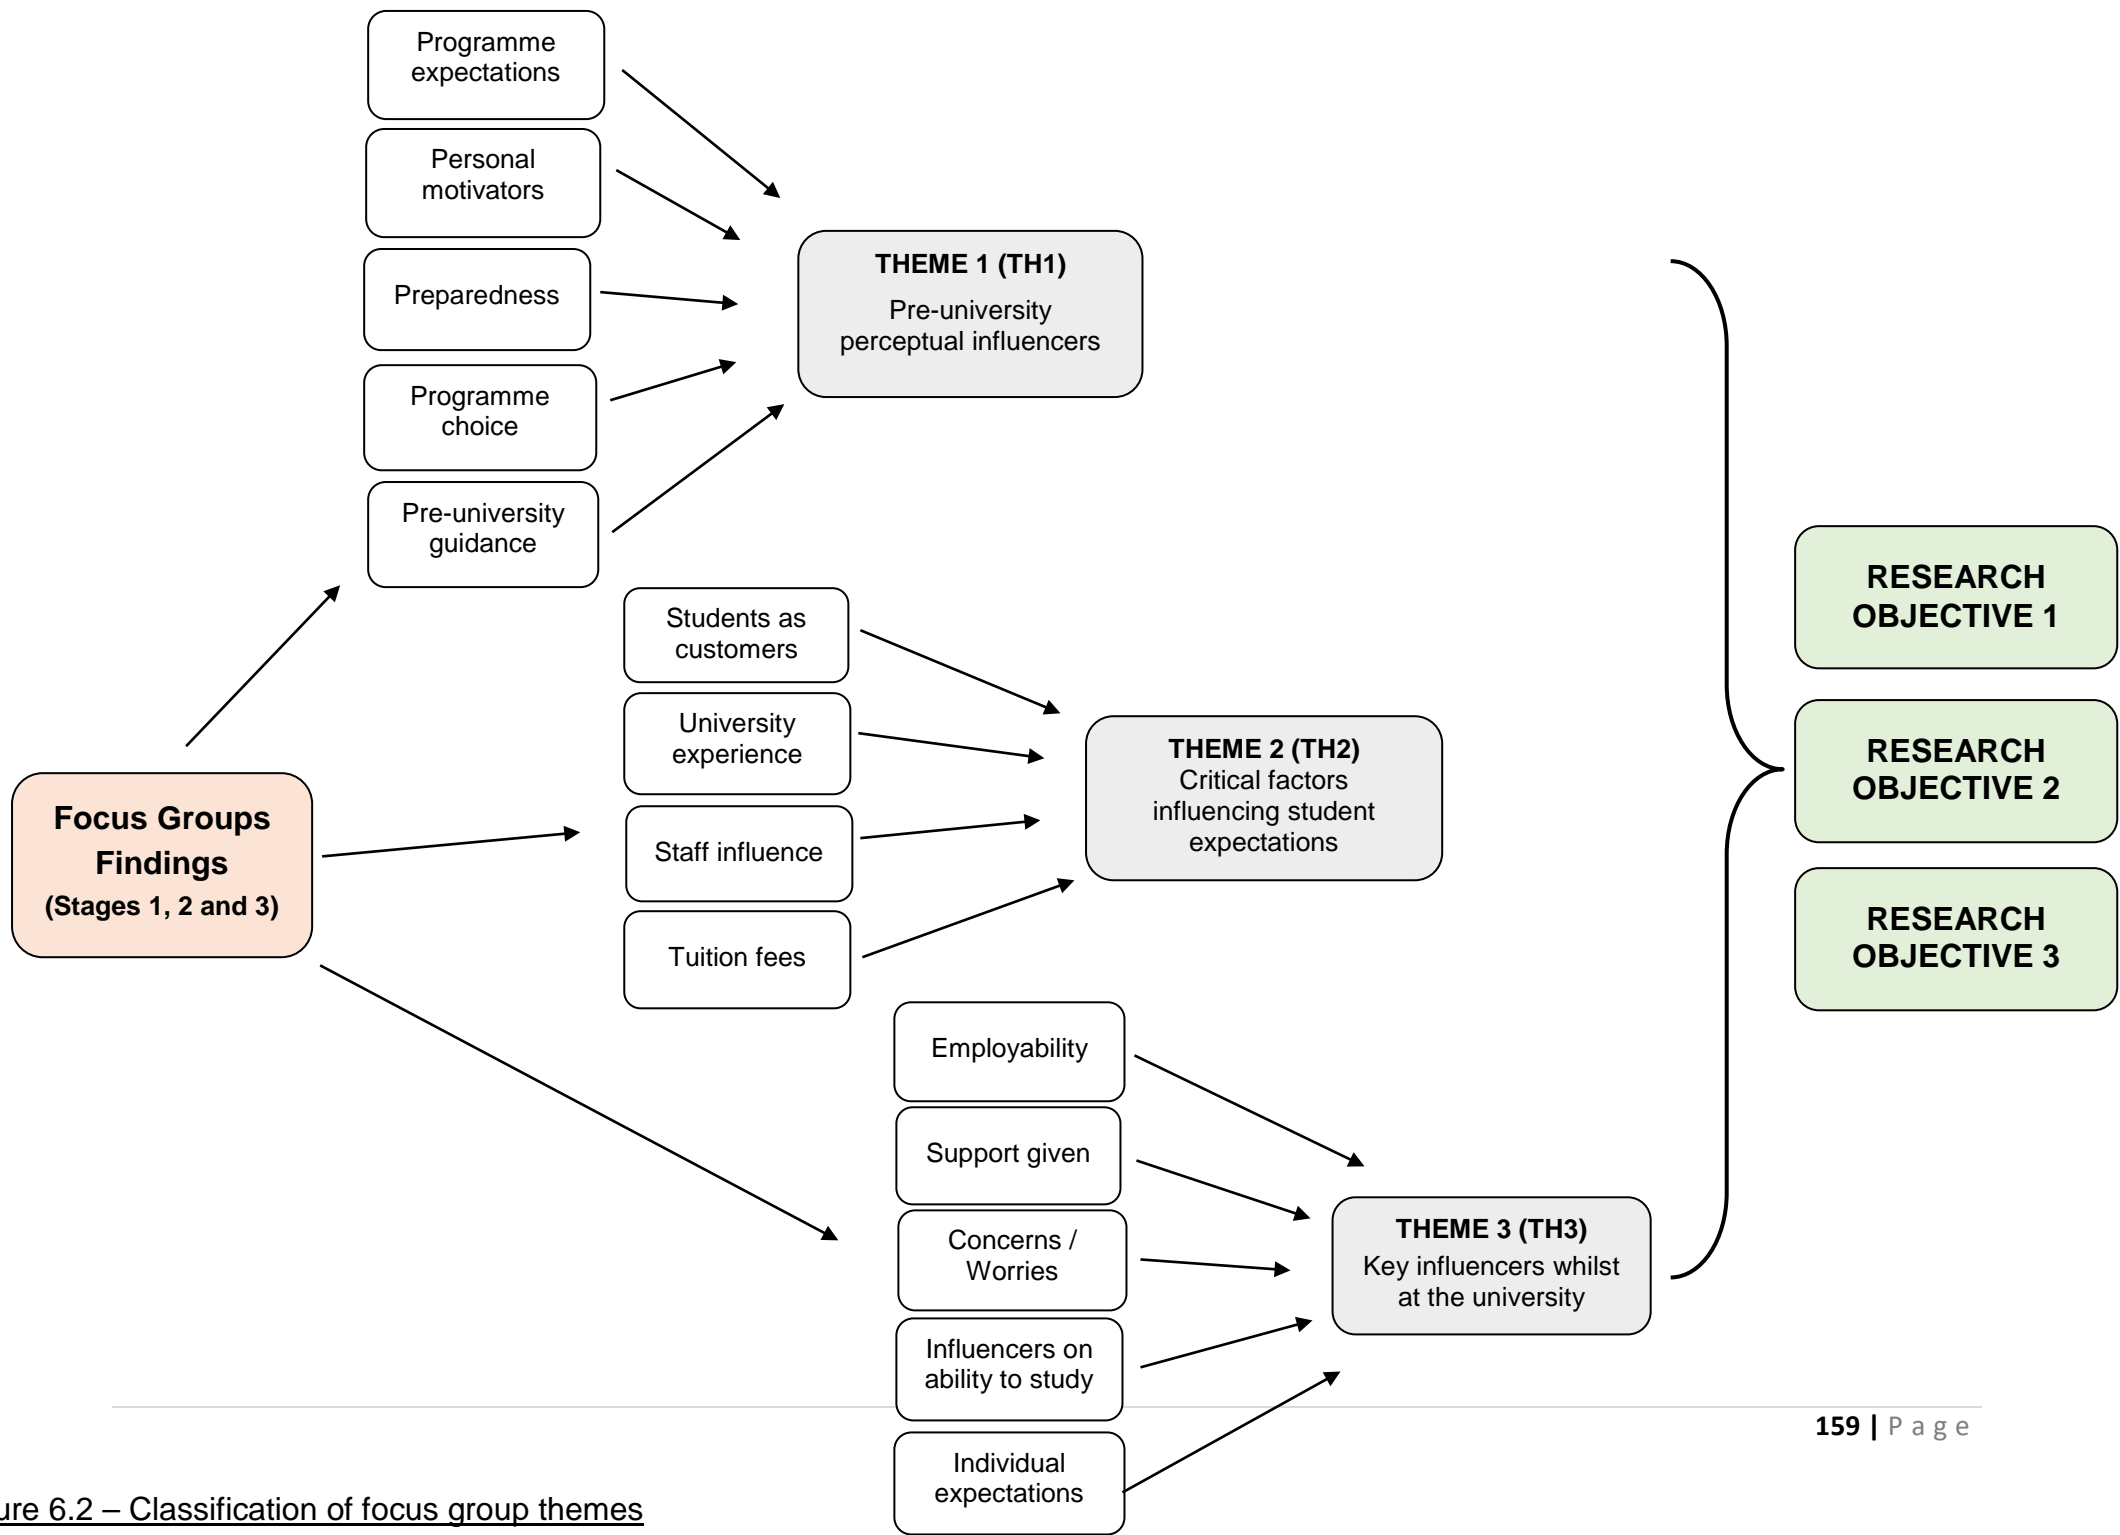 Programme
expectations
Personal
motivators
Preparedness
Programme
choice
Pre-university
guidance
THEME 1 (TH1)
Pre-university
perceptual influencers
Students as
customers
University
experience
Staff influence
Tuition fees
THEME 2 (TH2)
Critical factors
influencing student
expectations
Focus Groups
Findings
(Stages 1, 2 and 3)
Employability
Support given
Concerns /
Worries
Influencers on
ability to study
Individual
expectations
THEME 3 (TH3)
Key influencers whilst
at the university
RESEARCH
OBJECTIVE 1
RESEARCH
OBJECTIVE 2
RESEARCH
OBJECTIVE 3
159 | Page
ure 6.2 – Classification of focus group themes